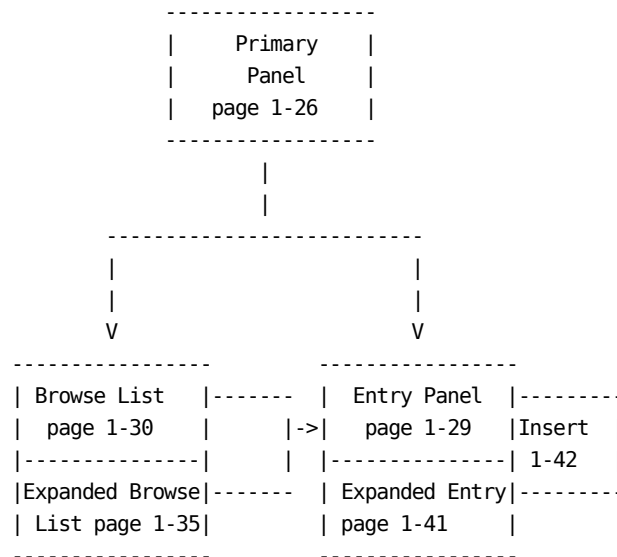 Primary
Panel
page 1-26
Browse List
page 1-30
Expanded Browse
List page 1-35
Entry Panel
page 1-29
Expanded Entry
page 1-41
Insert
1-42